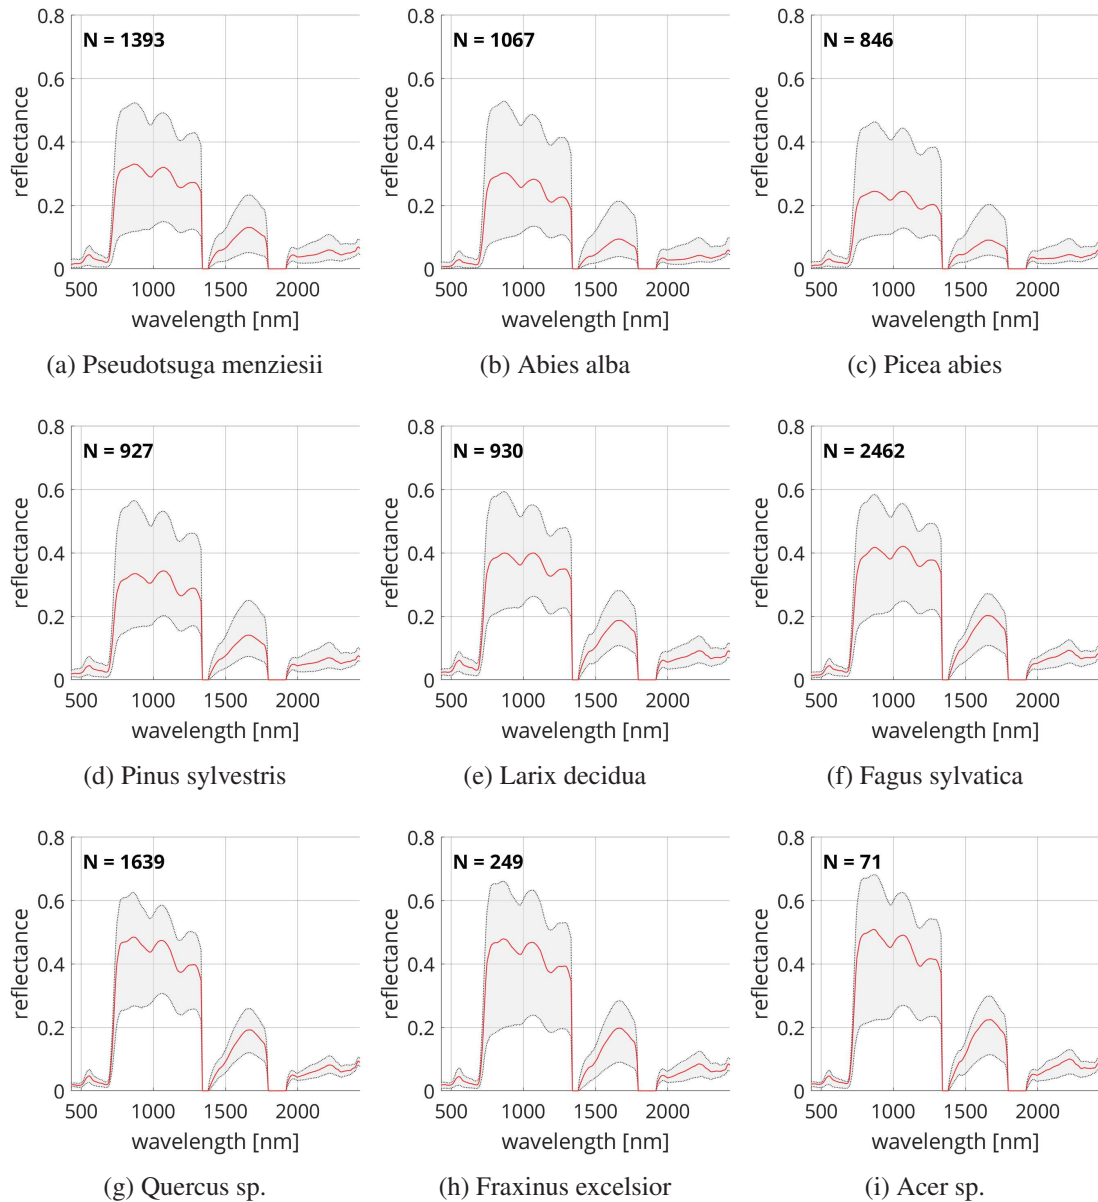 0.8
0.6
0.4
0.2
0
reflectance
N = 1393
500 1000 1500 2000
wavelength [nm]
(a) Pseudotsuga menziesii
0.8
0.6
0.4
0.2
0
reflectance
N = 1067
500 1000 1500 2000
wavelength [nm]
(b) Abies alba
0.8
0.6
0.4
0.2
0
reflectance
N = 846
500 1000 1500 2000
wavelength [nm]
(c) Picea abies
0.8
0.6
0.4
0.2
0
reflectance
N = 927
500 1000 1500 2000
wavelength [nm]
(d) Pinus sylvestris
0.8
0.6
0.4
0.2
0
reflectance
N = 930
500 1000 1500 2000
wavelength [nm]
(e) Larix decidua
0.8
0.6
0.4
0.2
0
reflectance
N = 2462
500 1000 1500 2000
wavelength [nm]
(f) Fagus sylvatica
0.8
0.6
0.4
0.2
0
reflectance
N = 1639
500 1000 1500 2000
wavelength [nm]
(g) Quercus sp.
0.8
0.6
0.4
0.2
0
reflectance
N = 249
500 1000 1500 2000
wavelength [nm]
(h) Fraxinus excelsior
0.8
0.6
0.4
0.2
0
reflectance
N = 71
500 1000 1500 2000
wavelength [nm]
(i) Acer sp.